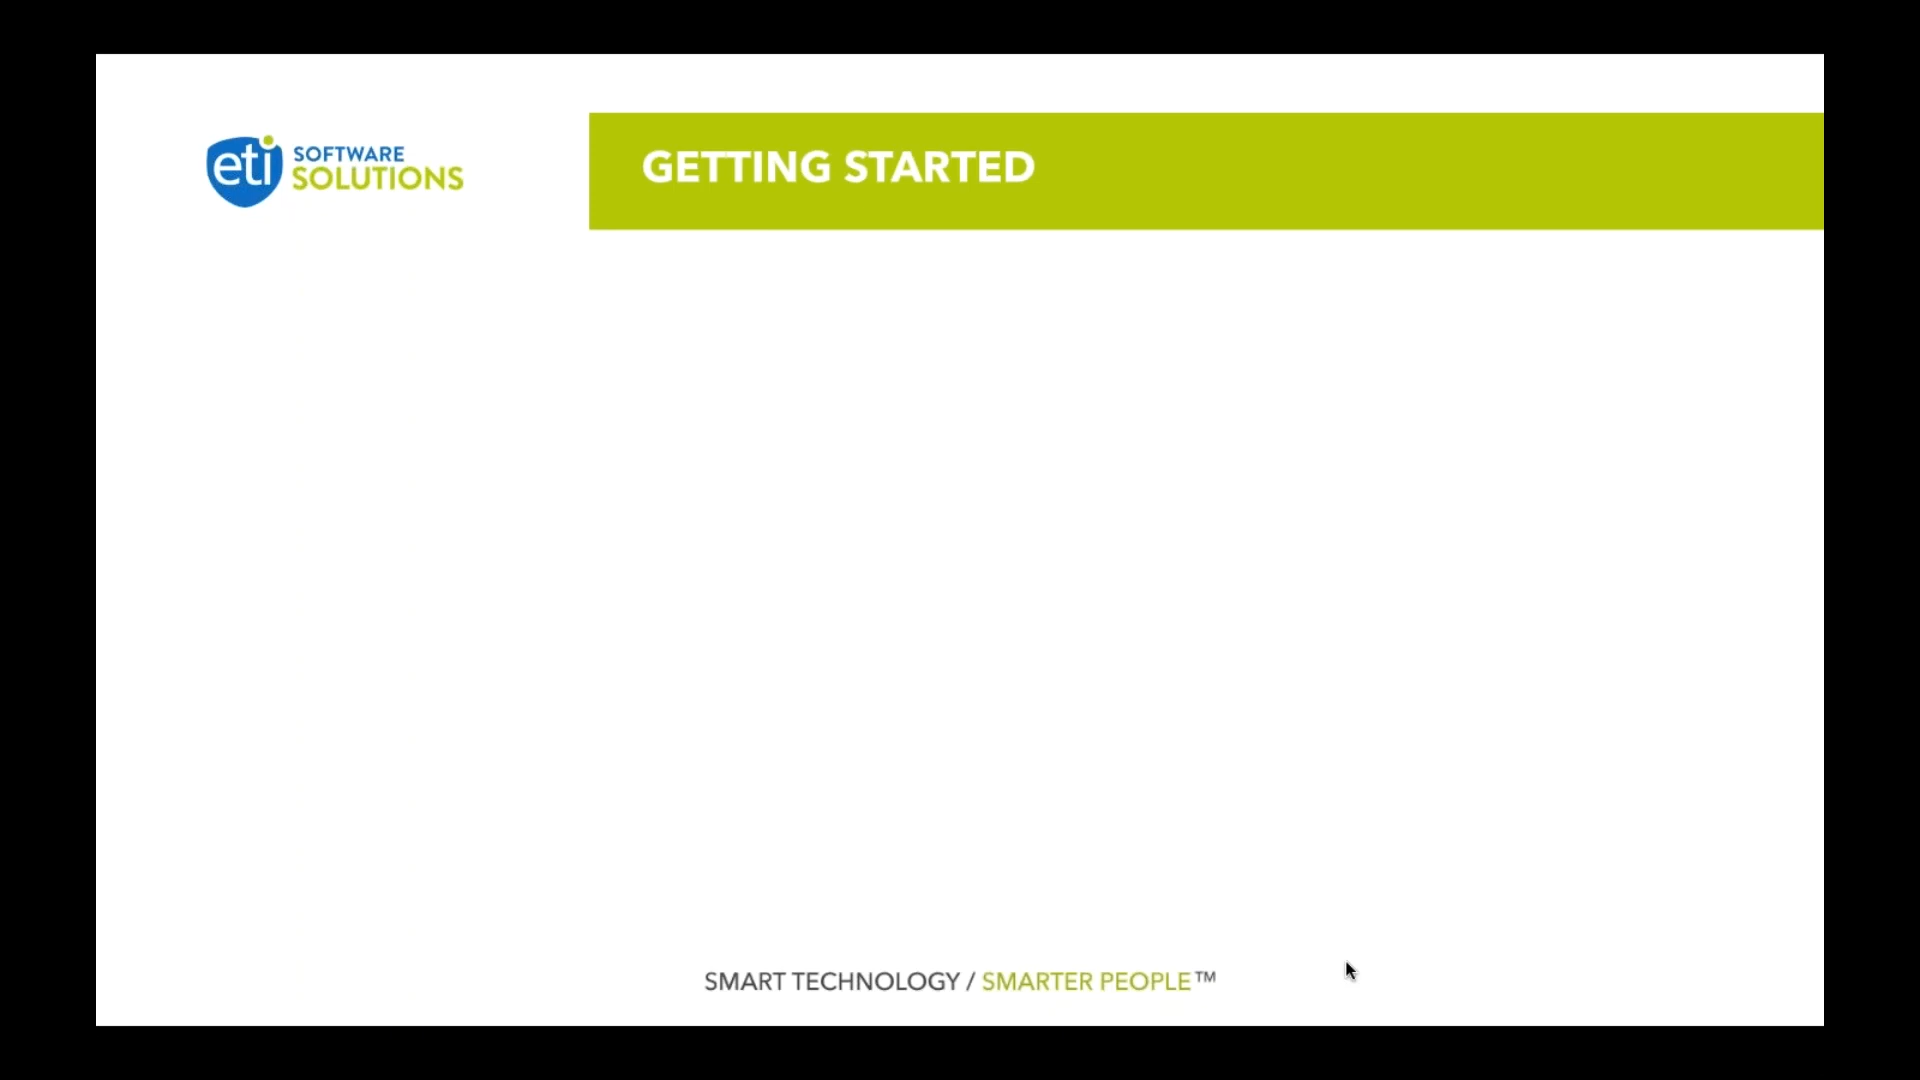 eti SOFTWARE
SOLUTIONS
GETTING STARTED
SMART TECHNOLOGY / SMARTER PEOPLE™